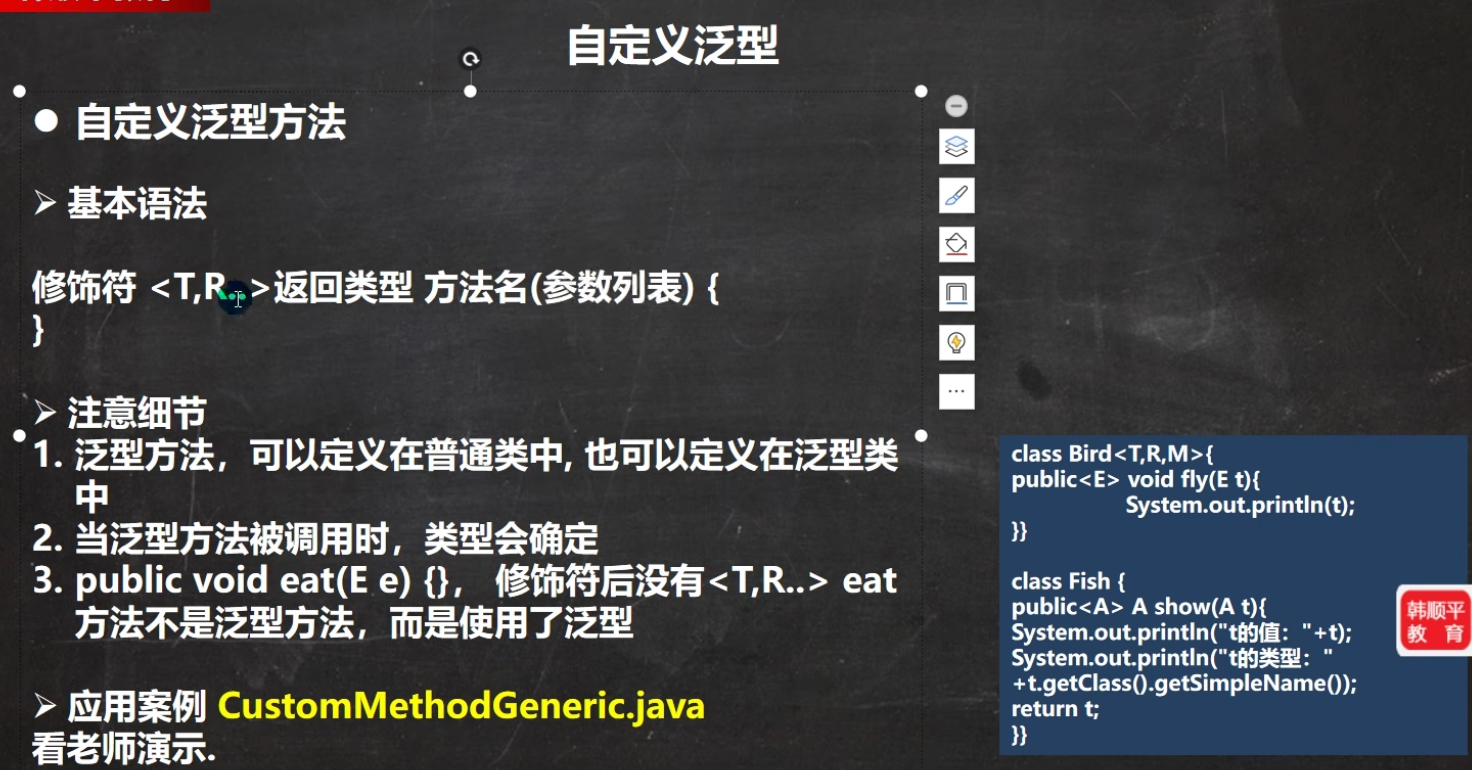 自定义泛型
● 自定义泛型方法
➢ 基本语法
修饰符 <T,R..>返回类型 方法名(参数列表) {
}
➢ 注意细节
1. 泛型方法，可以定义在普通类中, 也可以定义在泛型类
中
2. 当泛型方法被调用时，类型会确定
3. public void eat(E e) {}， 修饰符后没有<T,R..> eat
方法不是泛型方法，而是使用了泛型
➢ 应用案例 CustomMethodGeneric.java
看老师演示.
class Bird<T,R,M>{
public<E> void fly(E t){
System.out.println(t);
}}
class Fish {
public<A> A show(A t){
System.out.println("t的值："+t);
System.out.println("t的类型："
+t.getClass().getSimpleName());
return t;
}}
韩顺平
教 育